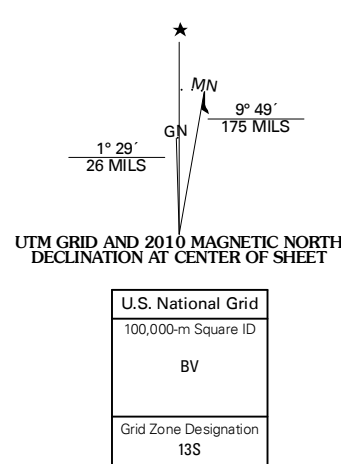 MN
GN
9° 49´
175 MILS
1° 29´
26 MILS
UTM GRID AND 2010 MAGNETIC NORTH
DECLINATION AT CENTER OF SHEET
U.S. National Grid
100,000-m Square ID
BV
Grid Zone Designation
13S